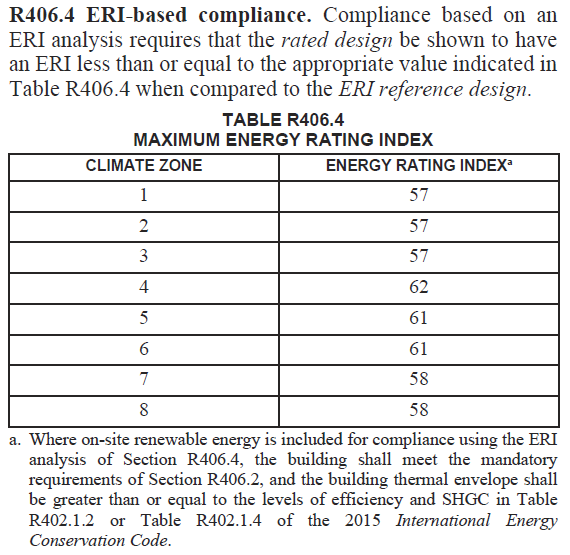 R406.4 ERI-based compliance. Compliance based on an
ERI analysis requires that the rated design be shown to have
an ERI less than or equal to the appropriate value indicated in
Table R406.4 when compared to the ERI reference design.
TABLE R406.4
MAXIMUM ENERGY RATING INDEX
CLIMATE ZONE ENERGY RATING INDEXᵃ
1 57
2 57
3 57
4 62
5 61
6 61
7 58
8 58
a. Where on-site renewable energy is included for compliance using the ERI
analysis of Section R406.4, the building shall meet the mandatory
requirements of Section R406.2, and the building thermal envelope shall
be greater than or equal to the levels of efficiency and SHGC in Table
R402.1.2 or Table R402.1.4 of the 2015 International Energy
Conservation Code.